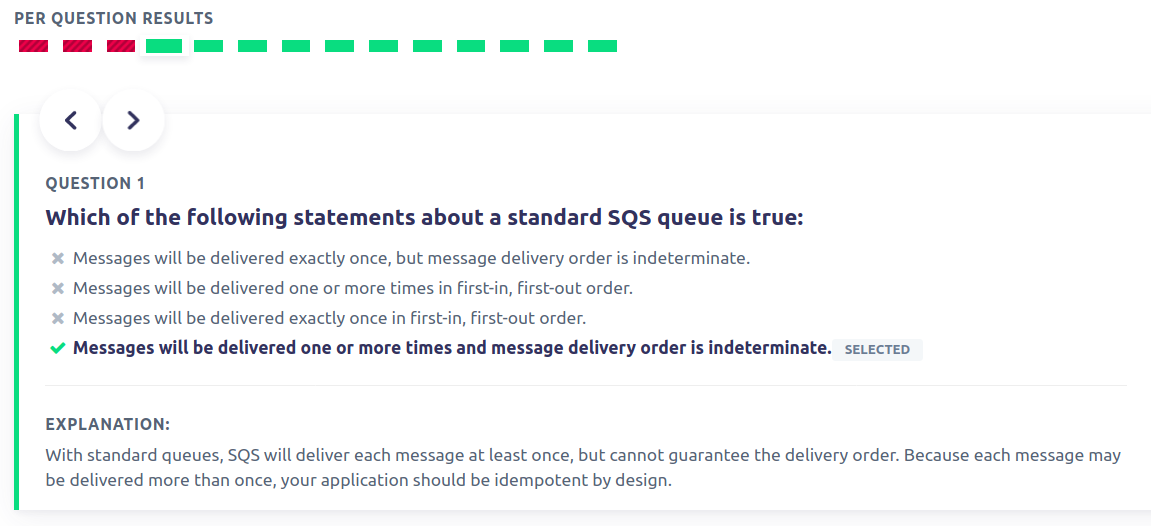 PER QUESTION RESULTS
QUESTION 1
Which of the following statements about a standard SQS queue is true:
Messages will be delivered exactly once, but message delivery order is indeterminate.
Messages will be delivered one or more times in first-in, first-out order.
Messages will be delivered exactly once in first-in, first-out order.
Messages will be delivered one or more times and message delivery order is indeterminate. SELECTED
EXPLANATION:
With standard queues, SQS will deliver each message at least once, but cannot guarantee the delivery order. Because each message may
be delivered more than once, your application should be idempotent by design.